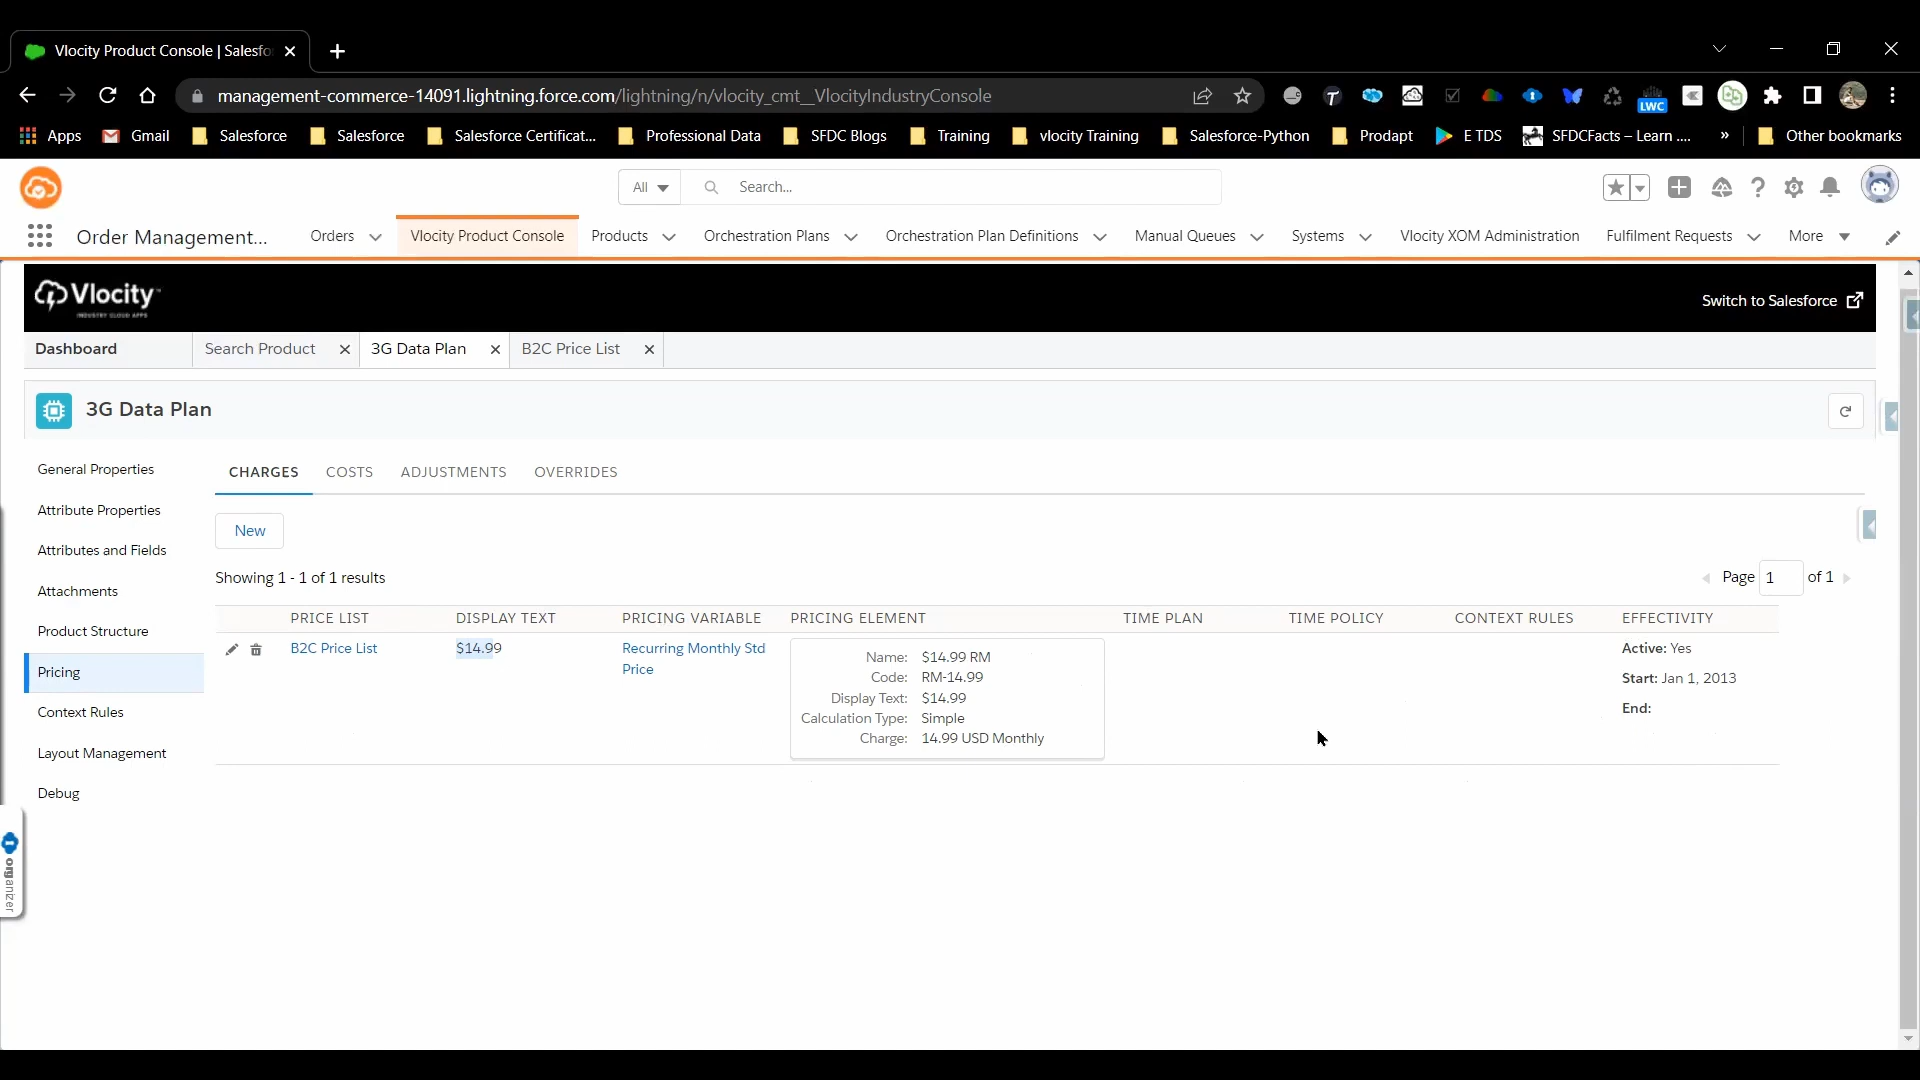 Vlocity Product Console | Salesfo
management-commerce-14091.lightning.force.com/lightning/n/vlocity_cmt__VlocityIndustryConsole
LWC
Apps Gmail Salesforce Salesforce Salesforce Certificat... Professional Data SFDC Blogs Training vlocity Training Salesforce-Python Prodapt E TDS SFDCFacts – Learn .... » Other bookmarks
All Search...
Order Management... Orders Vlocity Product Console Products Orchestration Plans Orchestration Plan Definitions Manual Queues Systems Vlocity XOM Administration Fulfilment Requests More
Vlocity™
INDUSTRY CLOUD APPS
Switch to Salesforce
Dashboard Search Product 3G Data Plan B2C Price List
3G Data Plan
General Properties
Attribute Properties
Attributes and Fields
Attachments
Product Structure
Pricing
Context Rules
Layout Management
Debug
organizer
CHARGES COSTS ADJUSTMENTS OVERRIDES
New
Showing 1 - 1 of 1 results
Page 1 of 1
PRICE LIST DISPLAY TEXT PRICING VARIABLE PRICING ELEMENT TIME PLAN TIME POLICY CONTEXT RULES EFFECTIVITY
B2C Price List $14.99 Recurring Monthly Std Price
Name: $14.99 RM
Code: RM-14.99
Display Text: $14.99
Calculation Type: Simple
Charge: 14.99 USD Monthly
Active: Yes
Start: Jan 1, 2013
End: